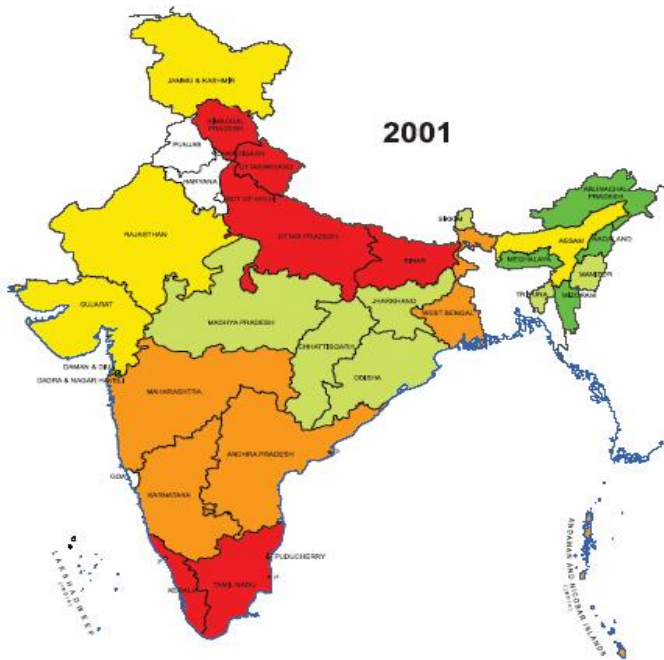 JAMMU & KASHMIR
HIMACHAL
PRADESH
2001
PUNJAB
UTTARAKHAND
HARYANA
NCT OF DELHI
ARUNACHAL
PRADESH
SIKKIM
RAJASTHAN
UTTAR PRADESH
ASSAM
NAGALAND
BIHAR
MEGHALAYA
MANIPUR
GUJARAT
JHARKHAND
TRIPURA
MIZORAM
MADHYA PRADESH
WEST BENGAL
CHHATTISGARH
DAMAN & DIU
ODISHA
DADRA & NAGAR HAVELI
MAHARASHTRA
ANDHRA PRADESH
GOA
KARNATAKA
PUDUCHERRY
KERALA
TAMIL NADU
LAKSHADWEEP
(INDIA)
ANDAMAN AND NICOBAR ISLANDS
(INDIA)